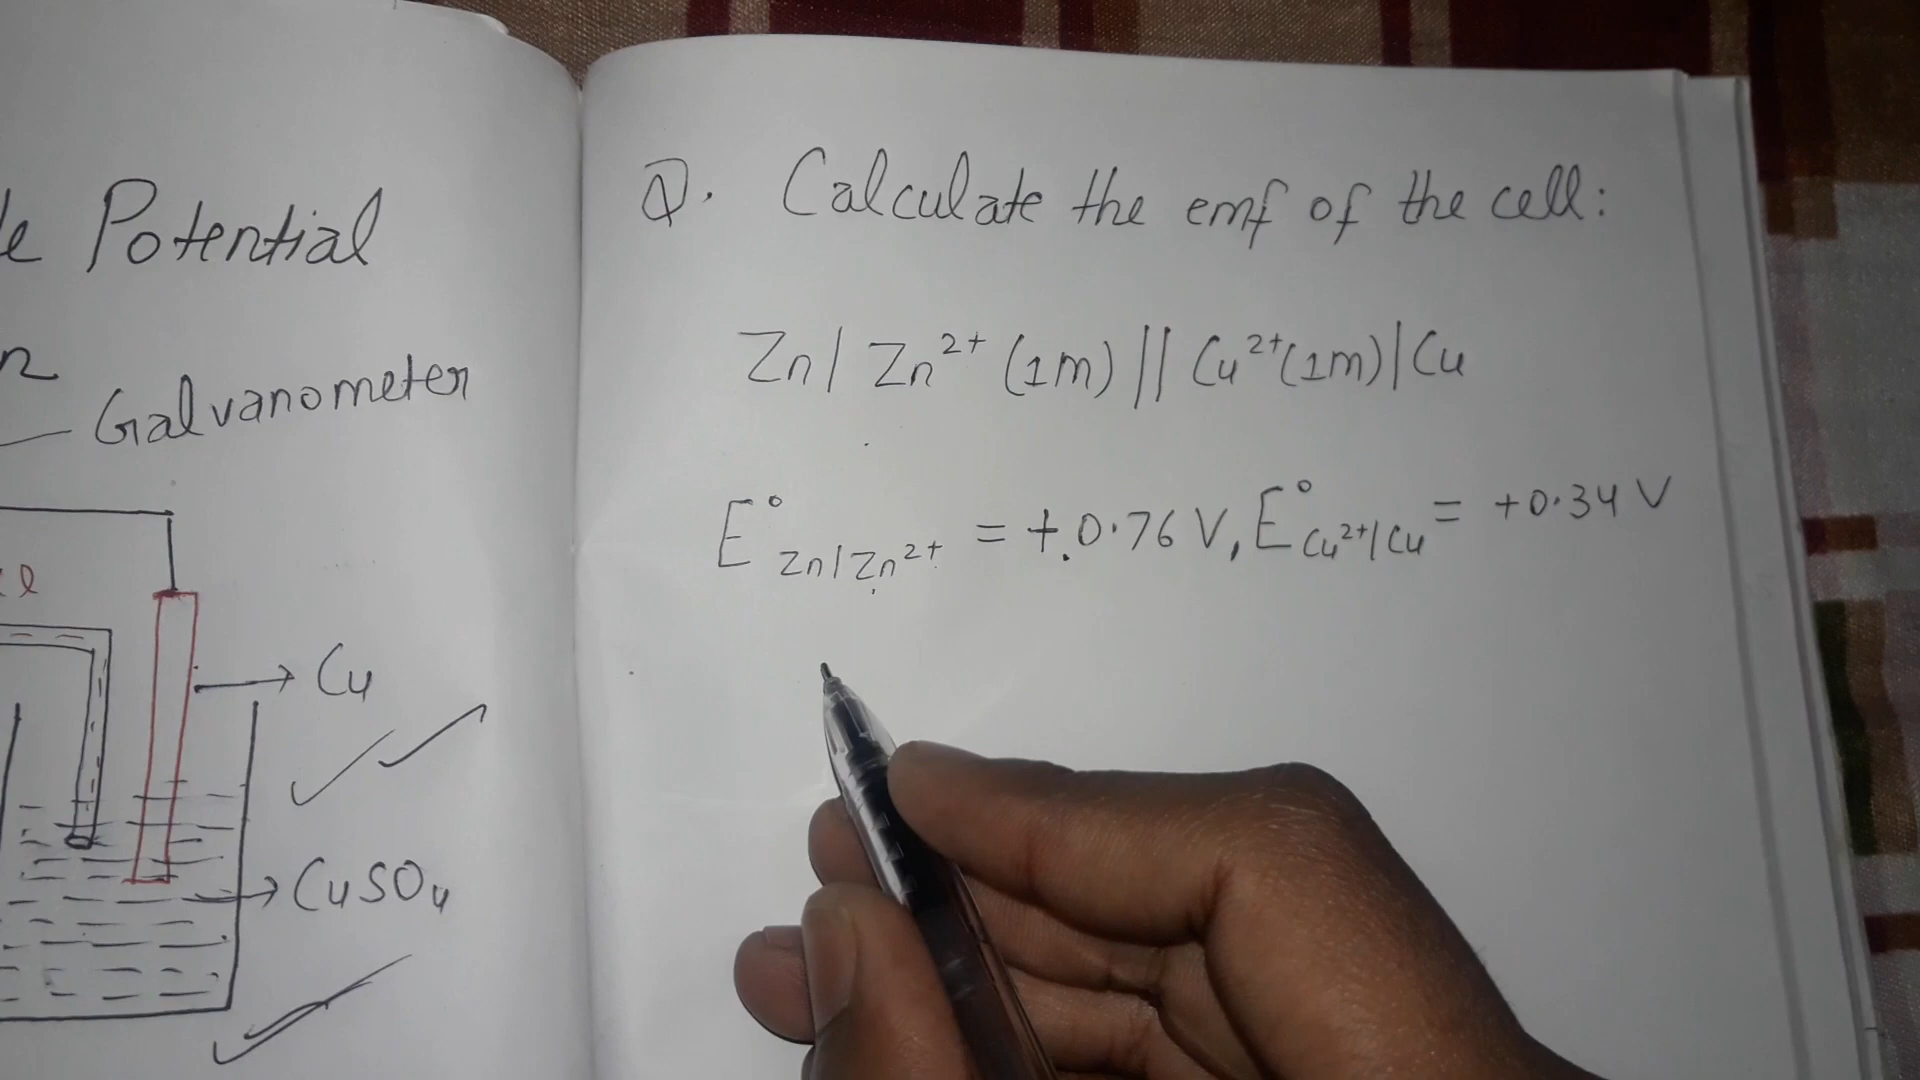 Potential
Galvanometer
Cu
CuSO₄
Q. Calculate the emf of the cell:
Zn/Zn²⁺ (1m) || Cu²⁺(1m)|Cu
E° Zn/Zn²⁺ = +0.76 V, E° Cu²⁺/Cu = +0.34 V